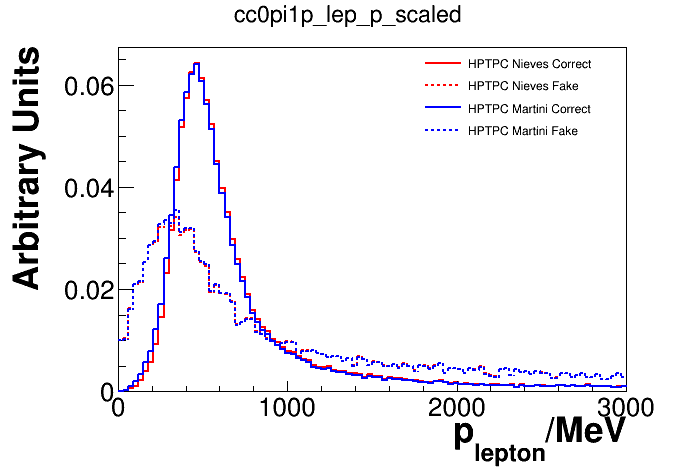 cc0pi1p_lep_p_scaled
Arbitrary Units
0.06
0.04
0.02
0
HPTPC Nieves Correct
HPTPC Nieves Fake
HPTPC Martini Correct
HPTPC Martini Fake
0 1000 2000 3000
p_lepton/MeV